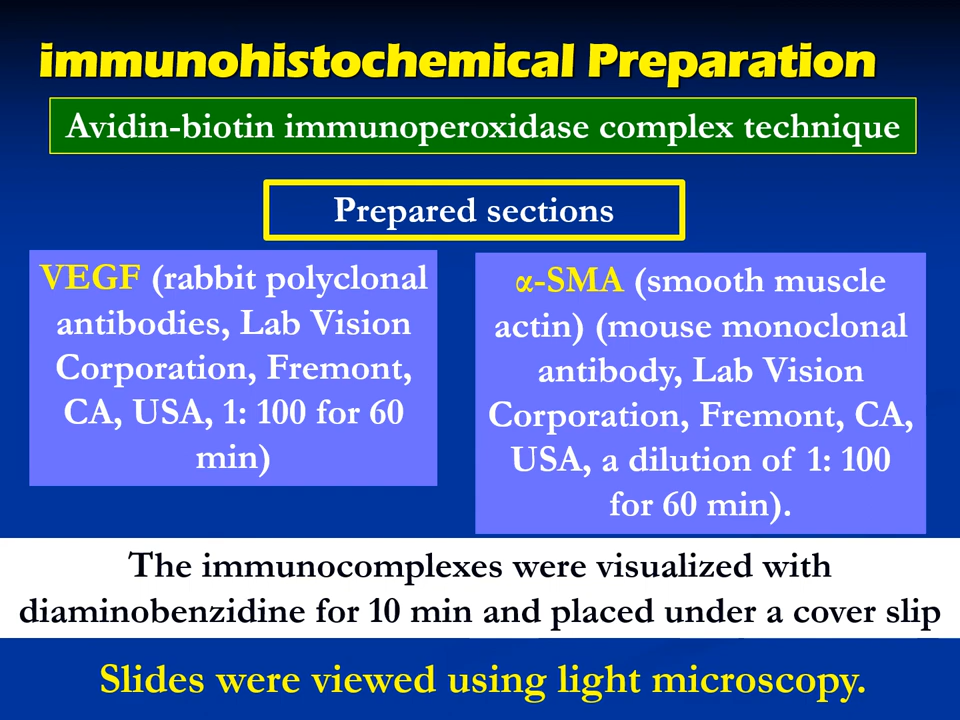 immunohistochemical Preparation
Avidin-biotin immunoperoxidase complex technique
Prepared sections
VEGF (rabbit polyclonal
antibodies, Lab Vision
Corporation, Fremont,
CA, USA, 1: 100 for 60
min)
α-SMA (smooth muscle
actin) (mouse monoclonal
antibody, Lab Vision
Corporation, Fremont, CA,
USA, a dilution of 1: 100
for 60 min).
The immunocomplexes were visualized with
diaminobenzidine for 10 min and placed under a cover slip
Slides were viewed using light microscopy.